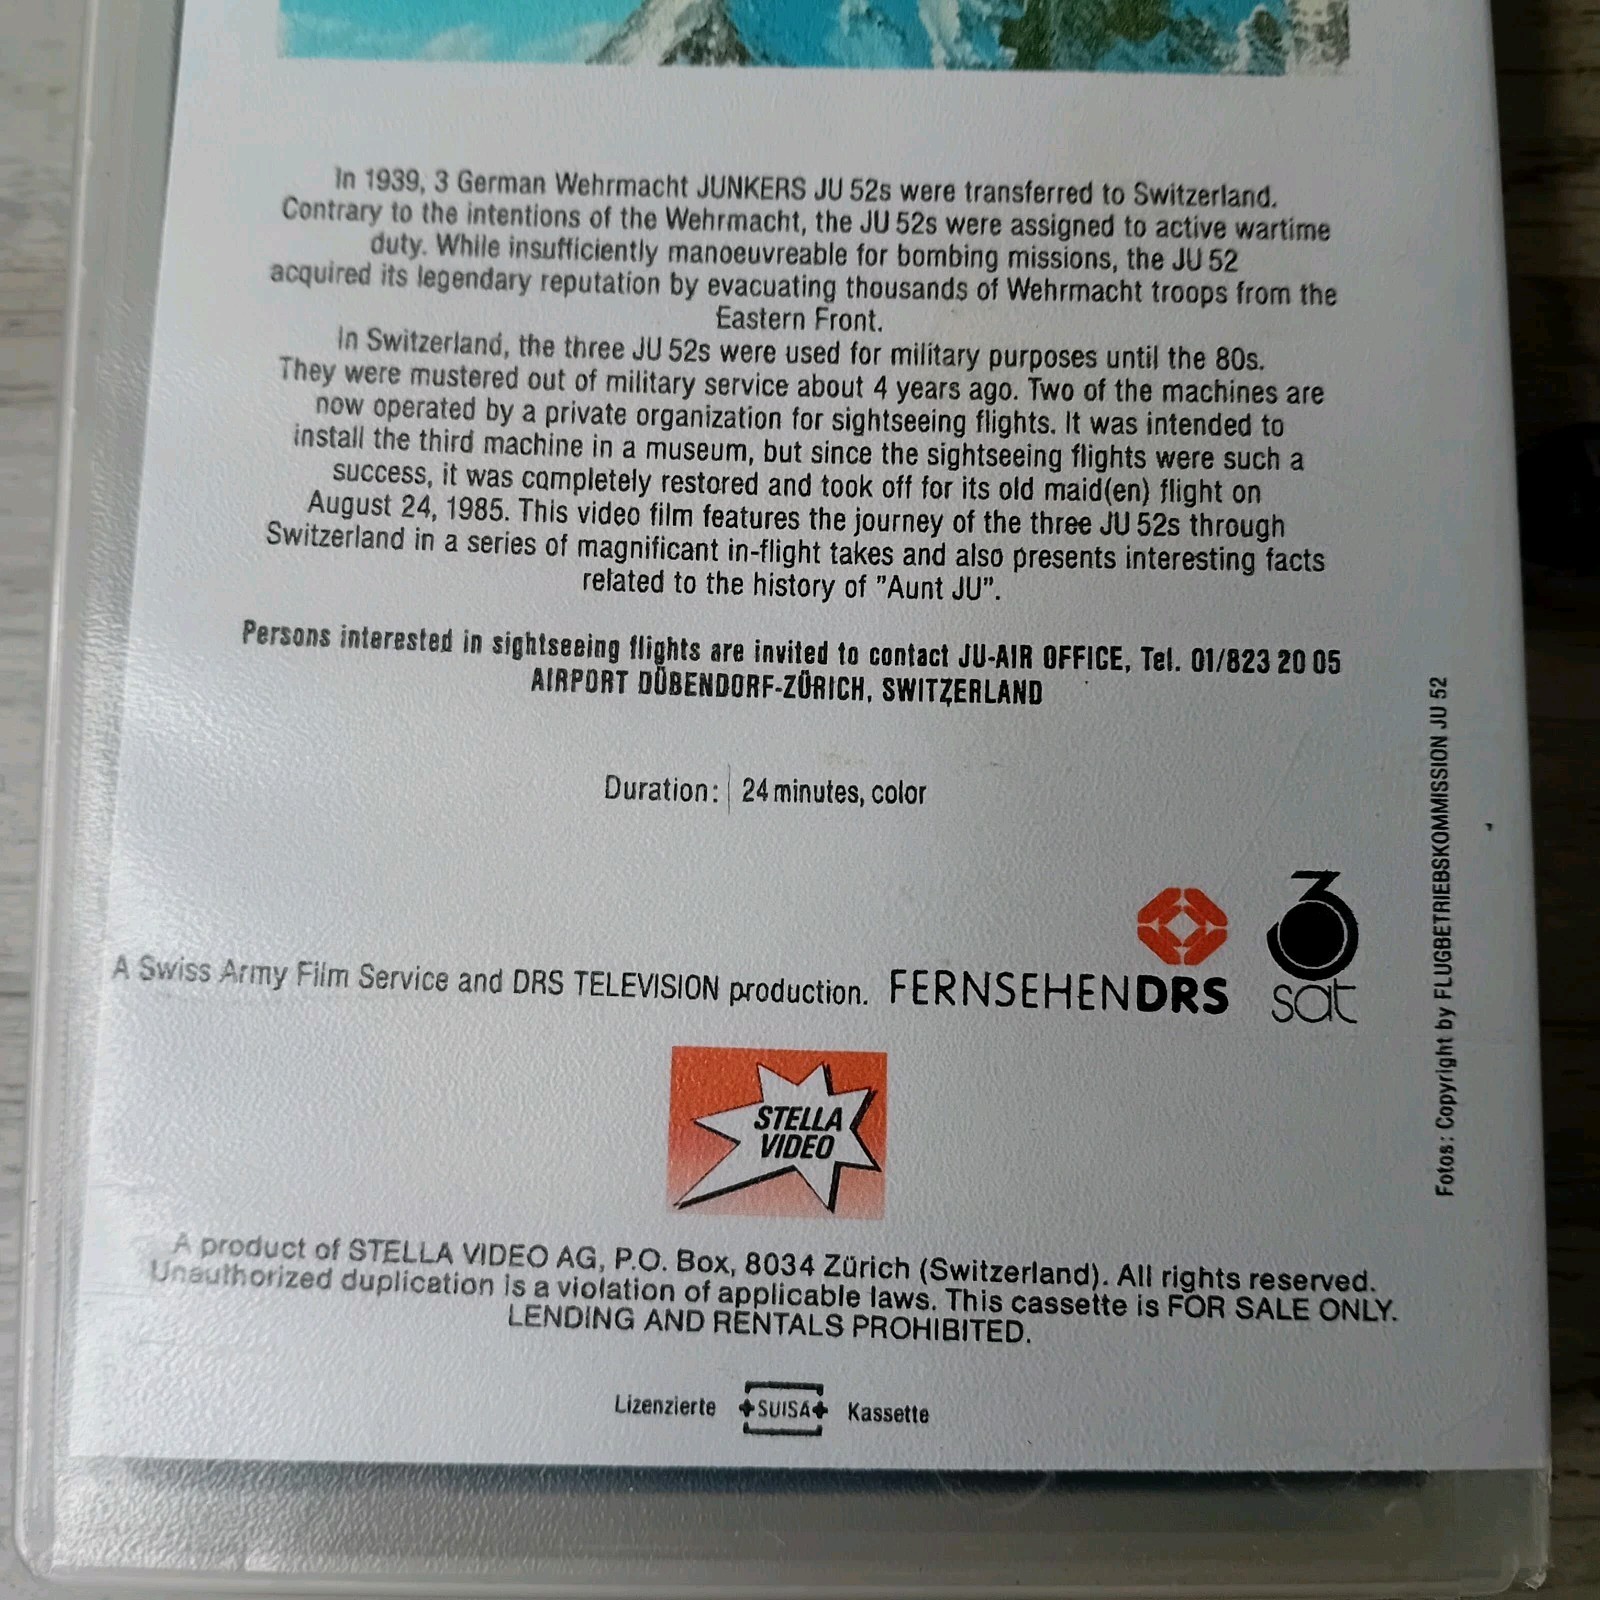 In 1939, 3 German Wehrmacht JUNKERS JU 52s were transferred to Switzerland.
Contrary to the intentions of the Wehrmacht, the JU 52s were assigned to active wartime
duty. While insufficiently manoeuvreable for bombing missions, the JU 52
acquired its legendary reputation by evacuating thousands of Wehrmacht troops from the
Eastern Front.
In Switzerland, the three JU 52s were used for military purposes until the 80s.
They were mustered out of military service about 4 years ago. Two of the machines are
now operated by a private organization for sightseeing flights. It was intended to
install the third machine in a museum, but since the sightseeing flights were such a
success, it was completely restored and took off for its old maid(en) flight on
August 24, 1985. This video film features the journey of the three JU 52s through
Switzerland in a series of magnificent in-flight takes and also presents interesting facts
related to the history of "Aunt JU".
Persons interested in sightseeing flights are invited to contact JU-AIR OFFICE, Tel. 01/823 20 05
AIRPORT DÜBENDORF-ZÜRICH, SWITZERLAND
Duration: 24 minutes, color
A Swiss Army Film Service and DRS TELEVISION production. FERNSEHEN DRS
3
sat
STELLA
VIDEO
A product of STELLA VIDEO AG, P.O. Box, 8034 Zürich (Switzerland). All rights reserved.
Unauthorized duplication is a violation of applicable laws. This cassette is FOR SALE ONLY.
LENDING AND RENTALS PROHIBITED.
Lizenzierte SUISA Kassette
Fotos: Copyright by FLUGBETRIEBSKOMMISSION JU 52